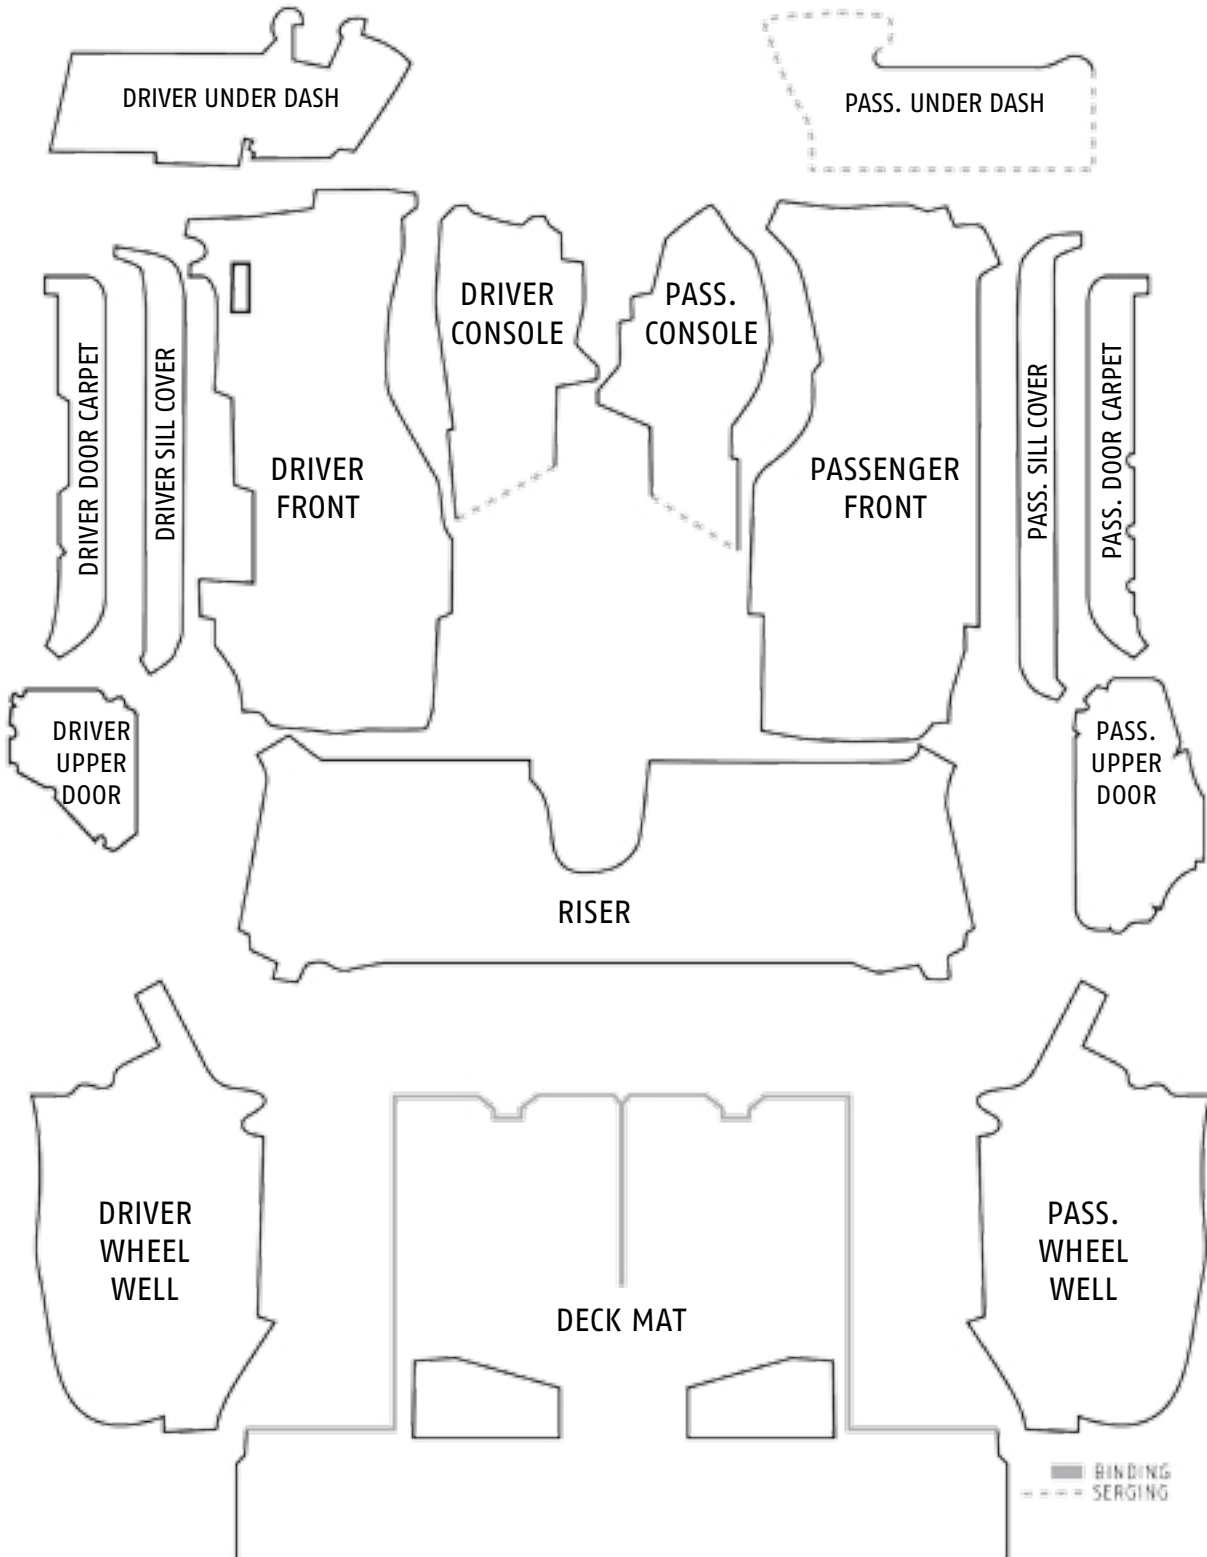 DRIVER UNDER DASH
PASS. UNDER DASH
DRIVER
CONSOLE
PASS.
CONSOLE
DRIVER DOOR CARPET
DRIVER SILL COVER
DRIVER
FRONT
PASSENGER
FRONT
PASS. SILL COVER
PASS. DOOR CARPET
DRIVER
UPPER
DOOR
PASS.
UPPER
DOOR
RISER
DRIVER
WHEEL
WELL
PASS.
WHEEL
WELL
DECK MAT
BINDING
SERGING